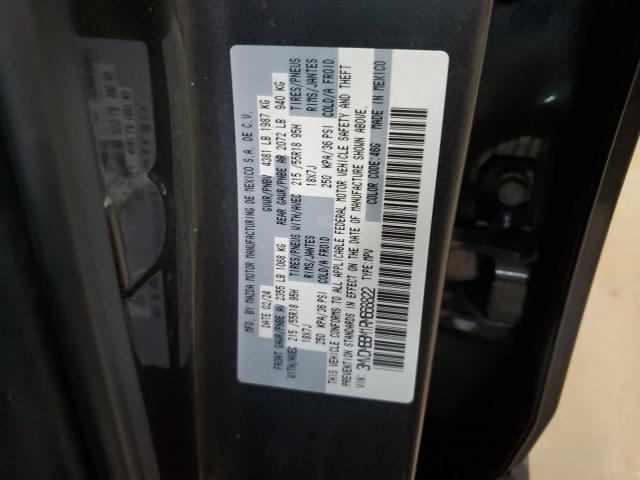 MFD. BY MAZDA MOTOR MANUFACTURING DE MEXICO S.A. DE C.V.
DATE 02/24 GVWR/PNBV 4381 LB 1987 KG
FRONT GAWR/PNBE AV 2355 LB 1068 KG REAR GAWR/PNBE AR 2072 LB 940 KG
WITH/AVEC 215 /55R18 95H TIRES/PNEUS WITH/AVEC 215 /55R18 95H TIRES/PNEUS
18X7J RIMS/JANTES 18X7J RIMS/JANTES
250 KPA/36 PSI COLD/A FROID 250 KPA/36 PSI COLD/A FROID
THIS VEHICLE CONFORMS TO ALL APPLICABLE FEDERAL MOTOR VEHICLE SAFETY AND THEFT
PREVENTION STANDARDS IN EFFECT ON THE DATE OF MANUFACTURE SHOWN ABOVE.
TYPE:MPV COLOR CODE:46G MADE IN MEXICO
VIN: